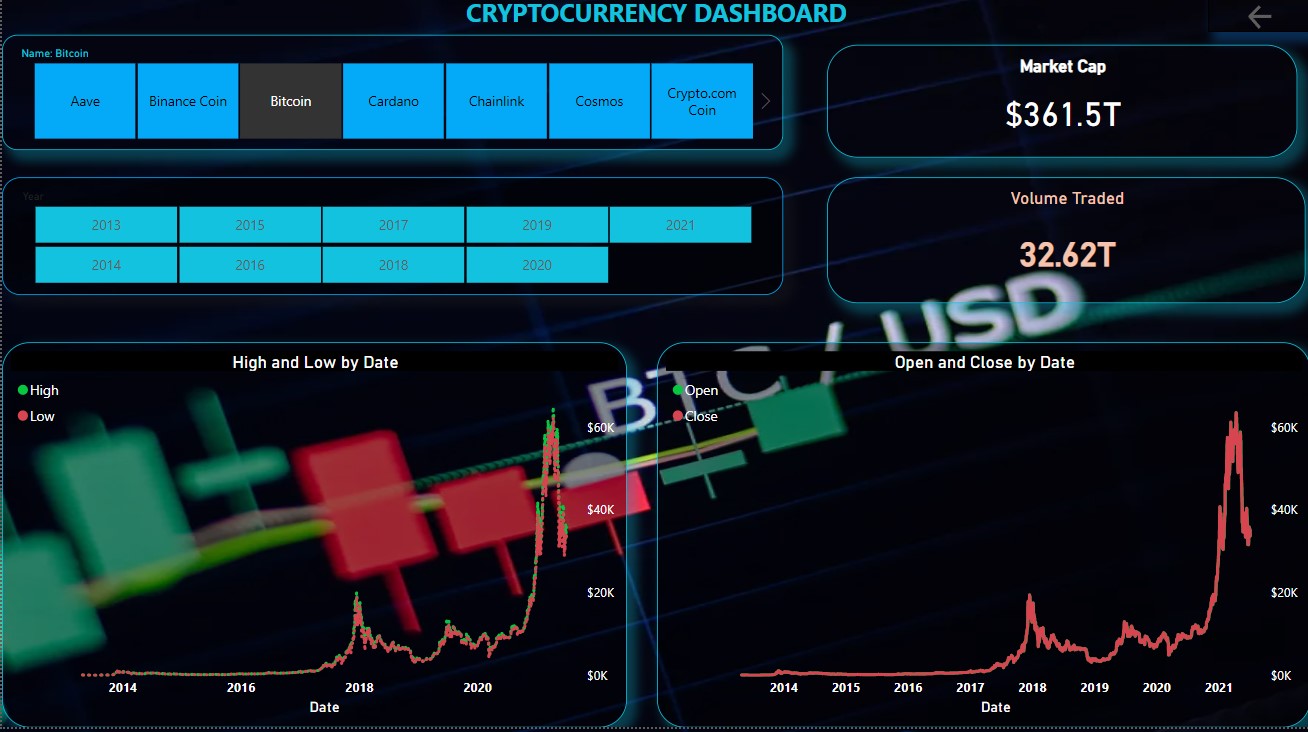 CRYPTOCURRENCY DASHBOARD
Name: Bitcoin
Aave
Binance Coin
Bitcoin
Cardano
Chainlink
Cosmos
Crypto.com
Coin
Market Cap
$361.5T
Year
2013
2015
2017
2019
2021
2014
2016
2018
2020
Volume Traded
32.62T
BTC / USD
High and Low by Date
High
Low
$60K
$40K
$20K
$0K
2014
2016
2018
2020
Date
Open and Close by Date
Open
Close
$60K
$40K
$20K
$0K
2014
2015
2016
2017
2018
2019
2020
2021
Date